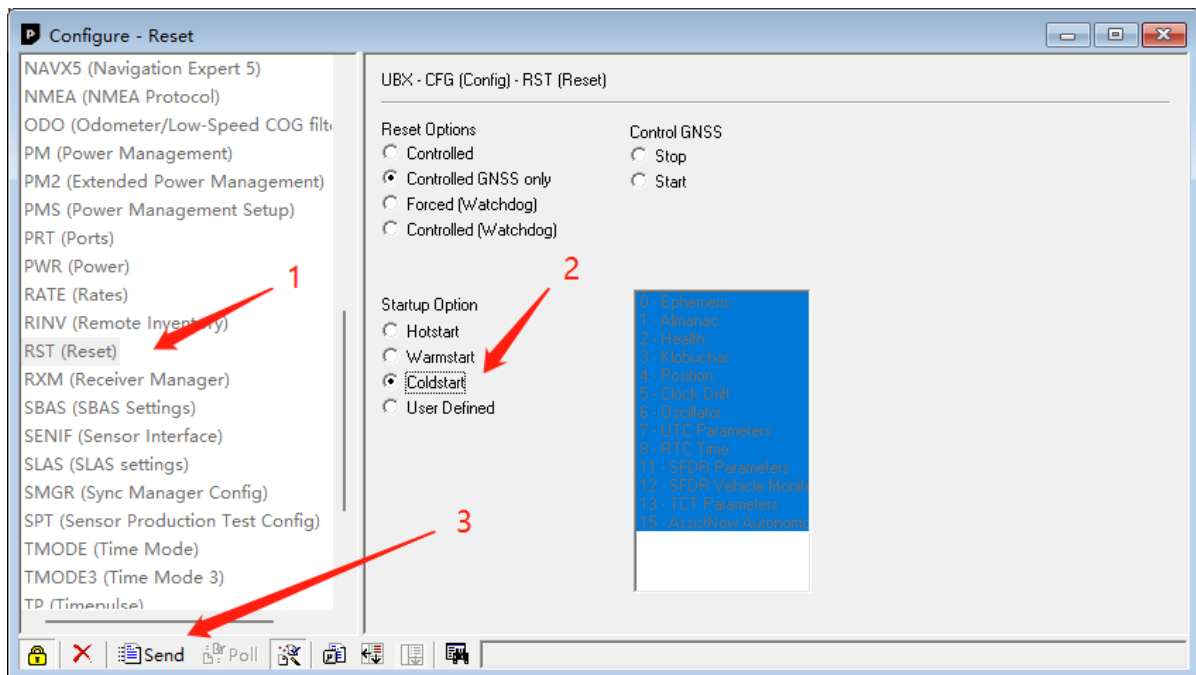 Configure - Reset
NAVX5 (Navigation Expert 5)
NMEA (NMEA Protocol)
ODO (Odometer/Low-Speed COG filt
PM (Power Management)
PM2 (Extended Power Management)
PMS (Power Management Setup)
PRT (Ports)
PWR (Power)
RATE (Rates)
RINV (Remote Inventory)
RST (Reset)
RXM (Receiver Manager)
SBAS (SBAS Settings)
SENIF (Sensor Interface)
SLAS (SLAS settings)
SMGR (Sync Manager Config)
SPT (Sensor Production Test Config)
TMODE (Time Mode)
TMODE3 (Time Mode 3)
TP (Timepulse)
1
UBX - CFG (Config) - RST (Reset)
Reset Options
Controlled
Controlled GNSS only
Forced (Watchdog)
Controlled (Watchdog)
Control GNSS
Stop
Start
2
Startup Option
Hotstart
Warmstart
Coldstart
User Defined
0 - Ephemeris
1 - Almanac
2 - Health
3 - Klobuchar
4 - Position
5 - Clock Drift
6 - Oscillator
7 - UTC Parameters
8 - RTC Time
11 - SFDR Parameters
12 - SFDR Vehicle Monito
13 - TCT Parameters
15 - AssistNow Autonomo
3
Send
Poll